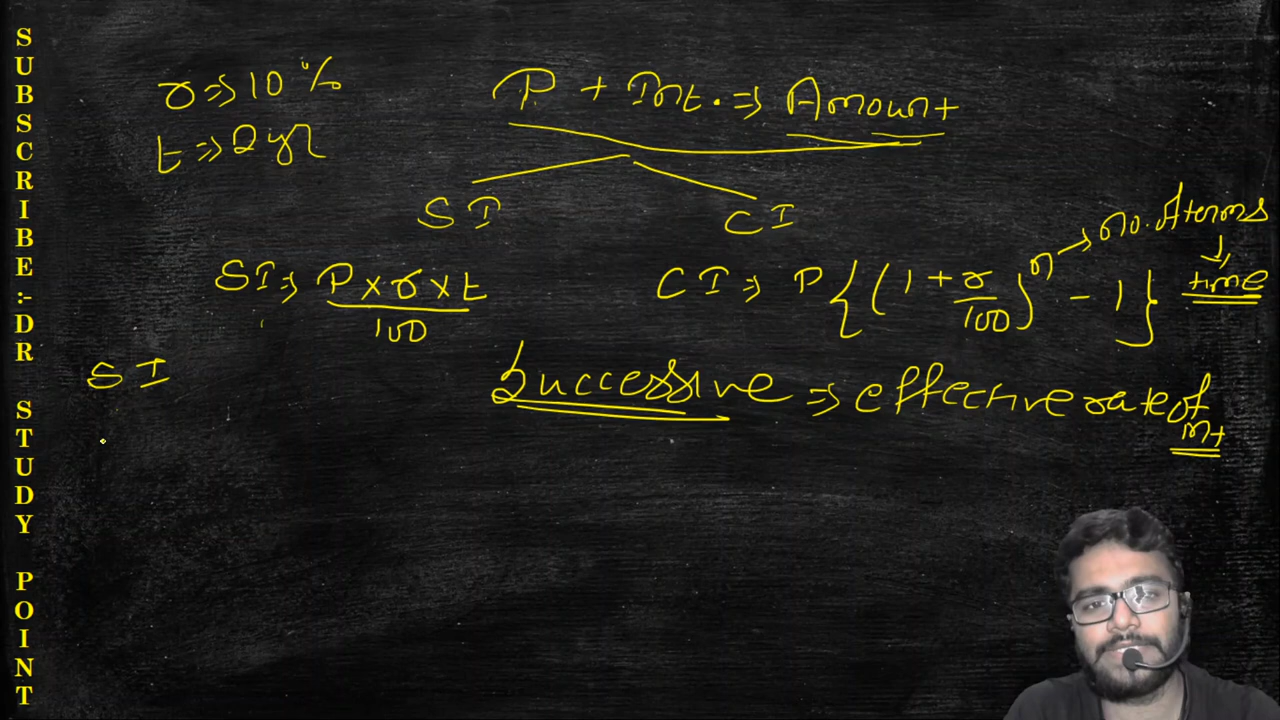 SUBSCRIBE:-DR STUDY POINT
r ⇒ 10%
t ⇒ 2yr
P + Int. ⇒ Amount
SI CI
SI ⇒ P × r × t / 100
CI ⇒ P{(1 + r/100)^n - 1}
n → no. of terms
↓
time
SI
Successive ⇒ effective rate of int